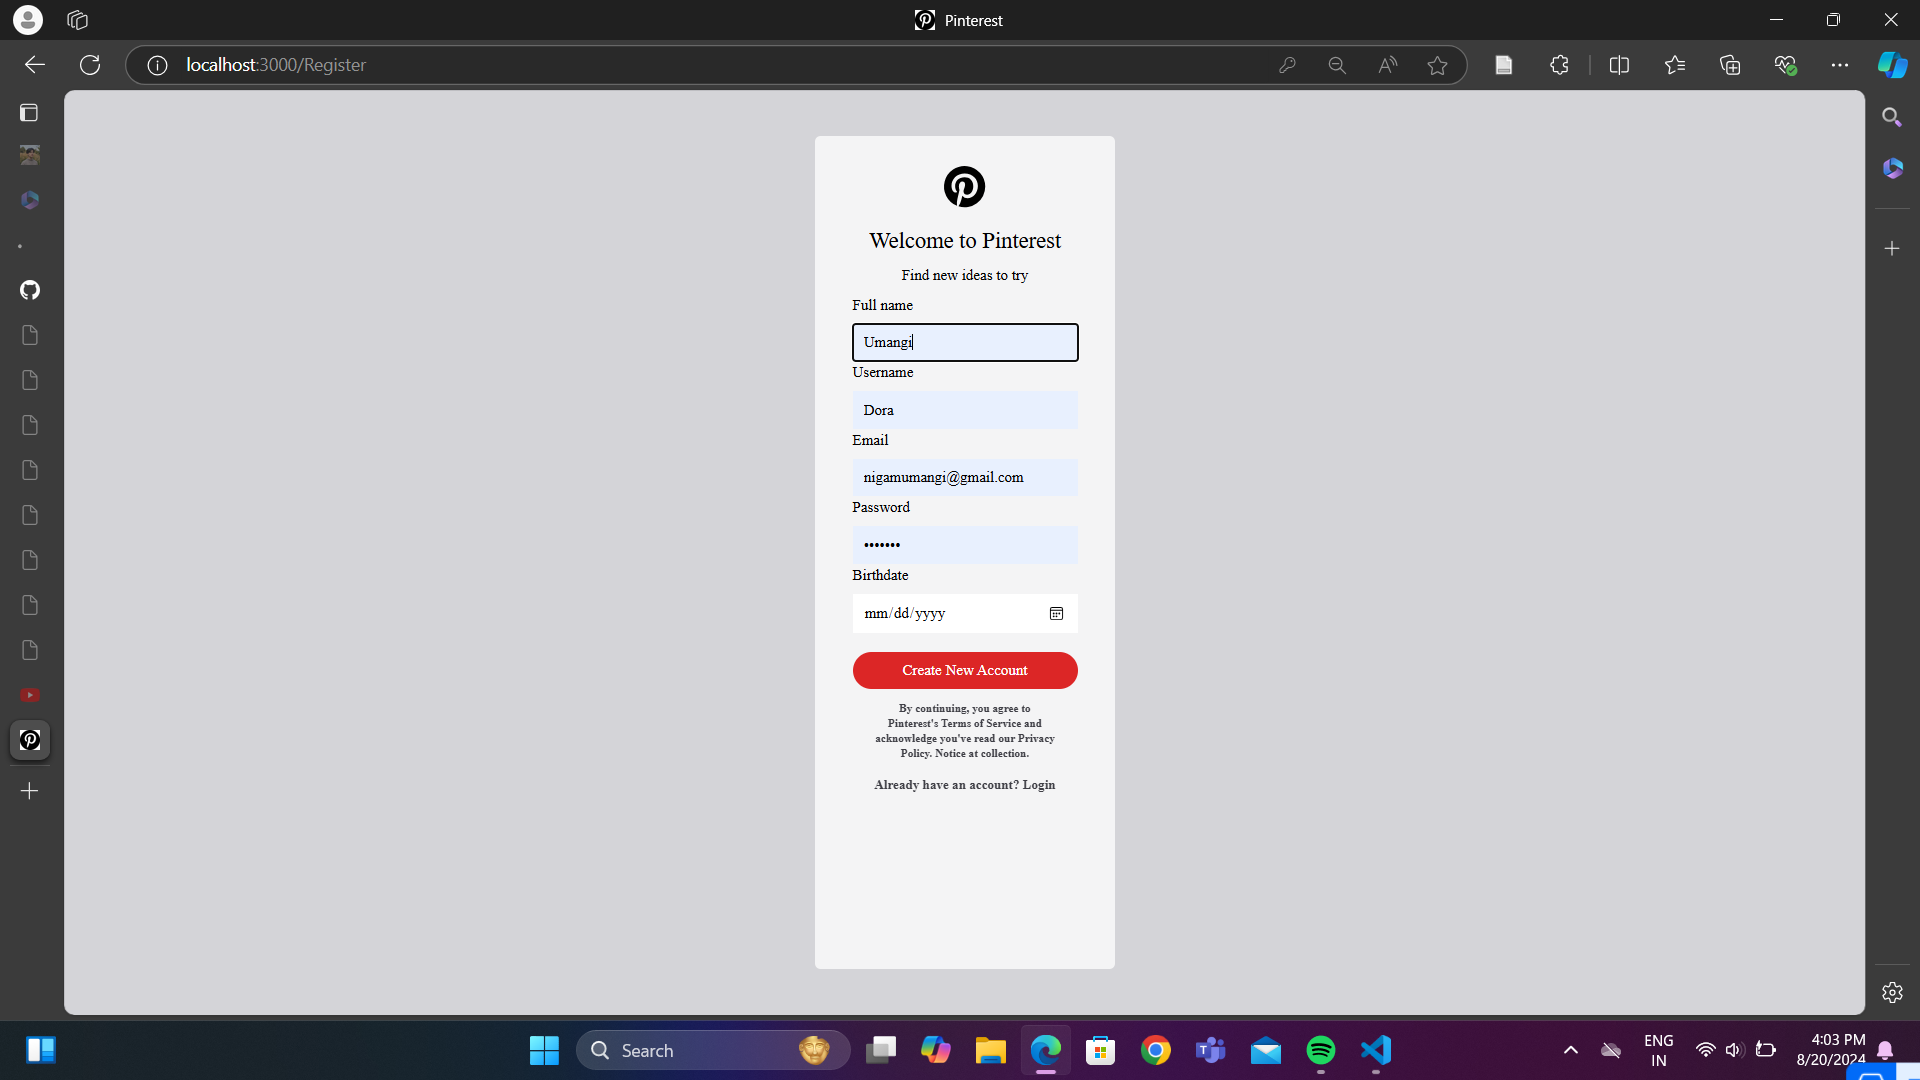 Pinterest
localhost:3000/Register
Welcome to Pinterest
Find new ideas to try
Full name
Umangi
Username
Dora
Email
nigamumangi@gmail.com
Password
•••••••
Birthdate
mm/dd/yyyy
Create New Account
By continuing, you agree to
Pinterest's Terms of Service and
acknowledge you've read our Privacy
Policy. Notice at collection.
Already have an account? Login
Search
ENG
IN
4:03 PM
8/20/2024